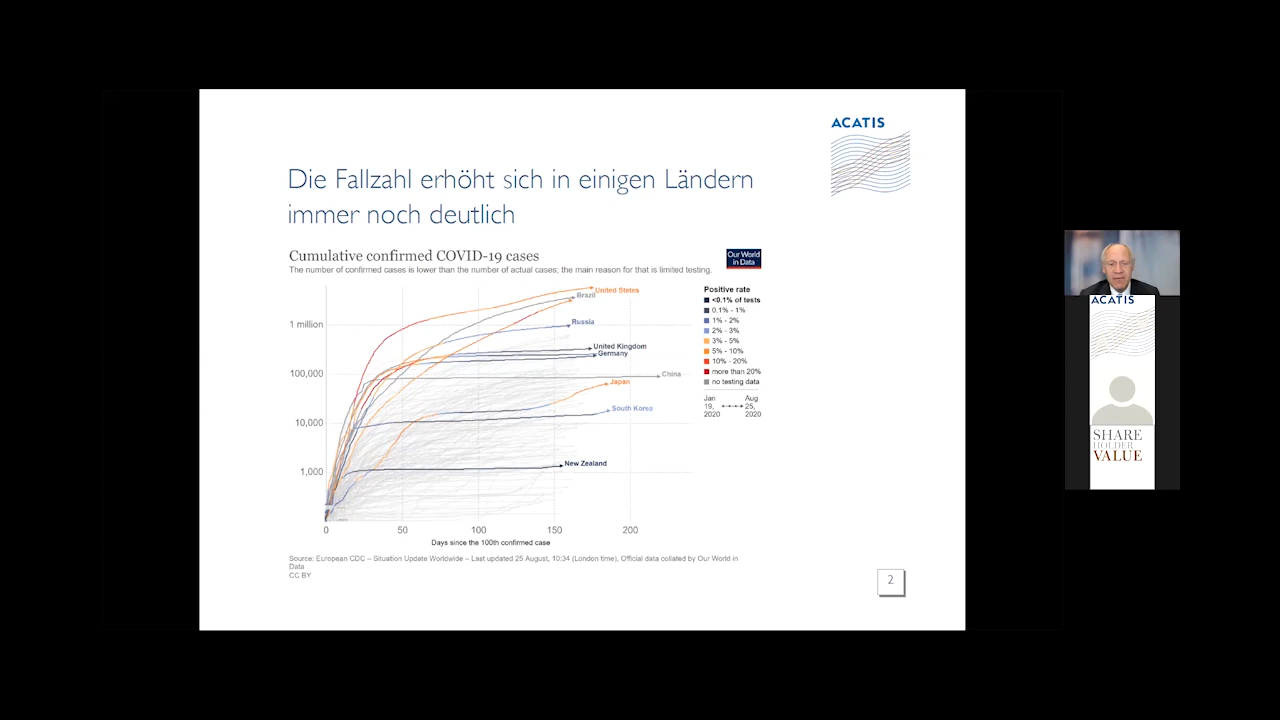 ACATIS
Die Fallzahl erhöht sich in einigen Ländern
immer noch deutlich
Cumulative confirmed COVID-19 cases
The number of confirmed cases is lower than the number of actual cases; the main reason for that is limited testing.
Our World
in Data
1 million
100,000
10,000
1,000
United States
Brazil
Russia
United Kingdom
Germany
China
Japan
South Korea
New Zealand
0
50
100
150
200
Days since the 100th confirmed case
Positive rate
<0.1% of tests
0.1% - 1%
1% - 2%
2% - 3%
3% - 5%
5% - 10%
10% - 20%
more than 20%
no testing data
Jan
19,
2020
Aug
25,
2020
Source: European CDC – Situation Update Worldwide – Last updated 25 August, 10:34 (London time), Official data collated by Our World in
Data
CC BY
2
ACATIS
SHARE
HOLDER
VALUE